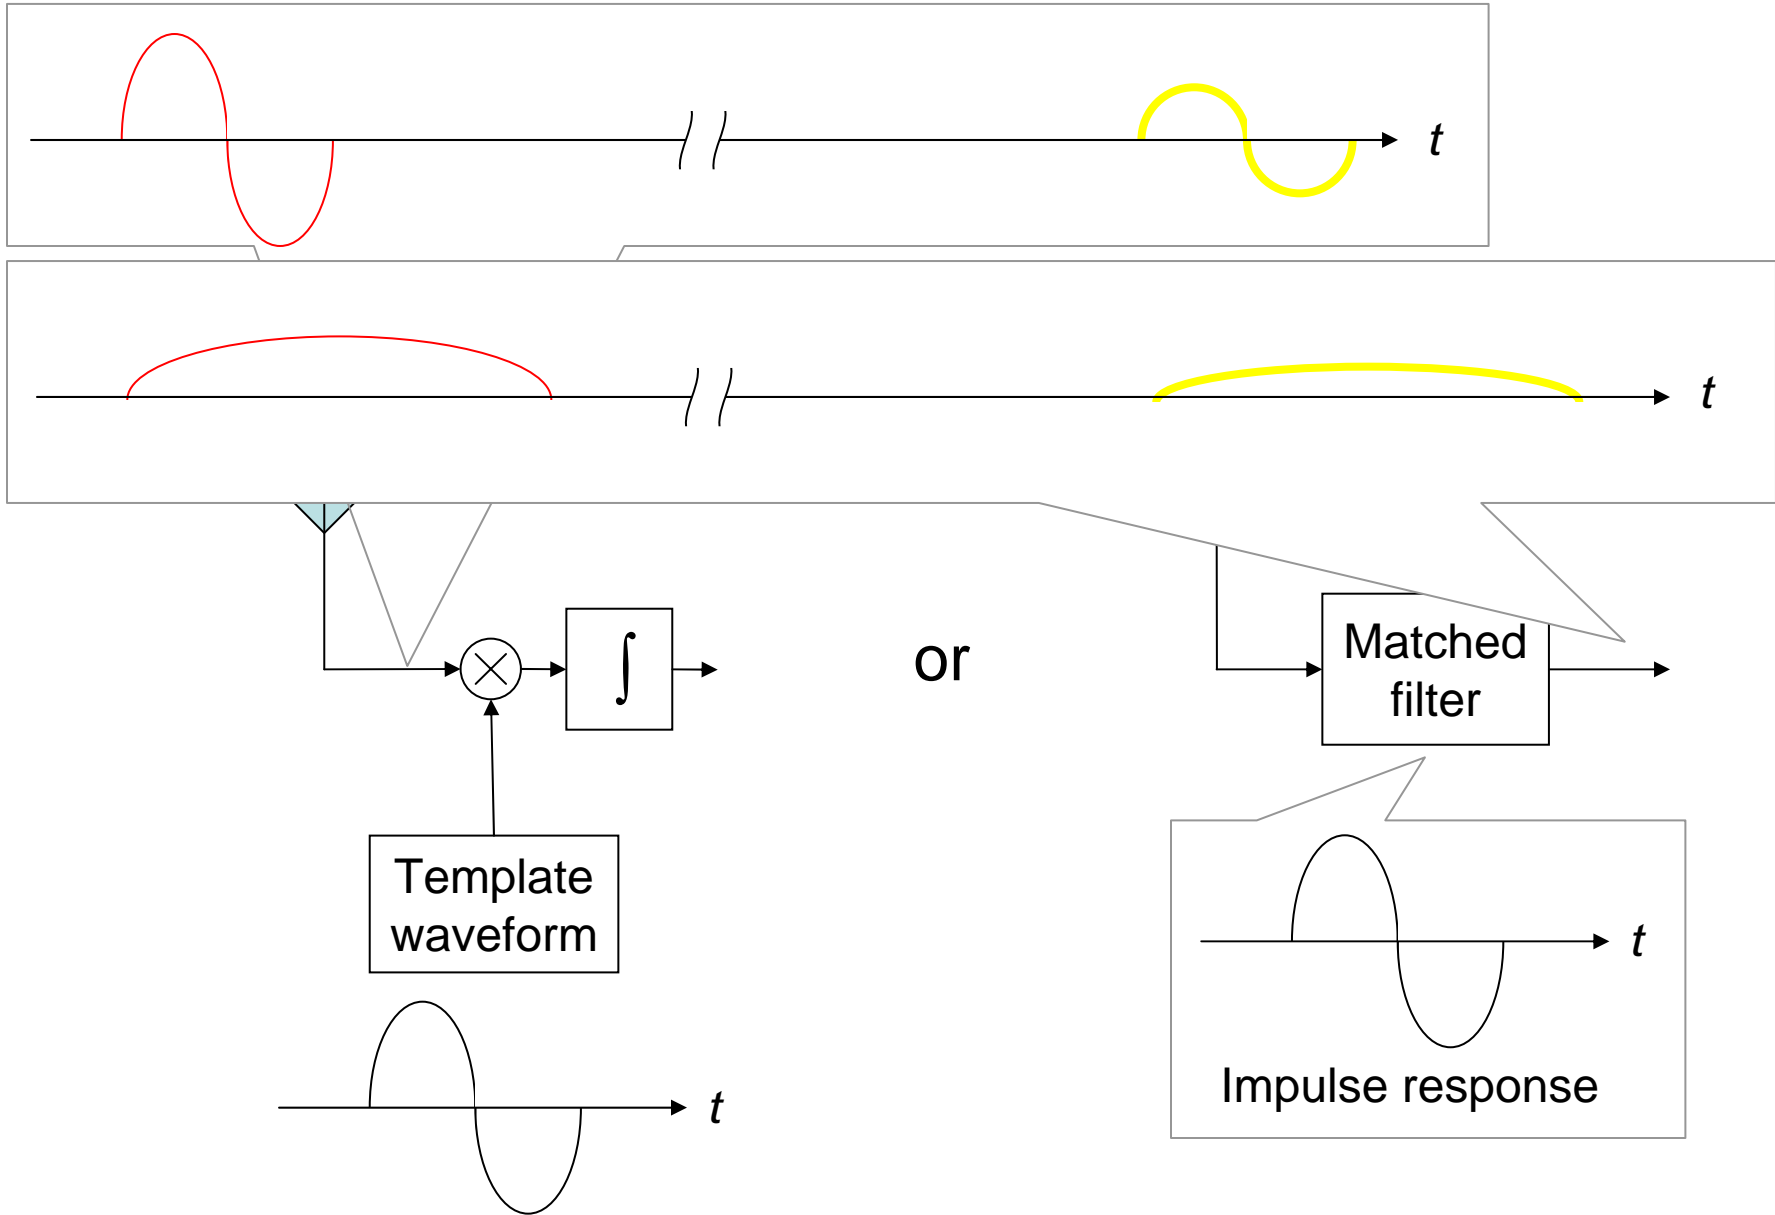 t
t
∫
or
Matched
filter
Template
waveform
t
Impulse response
t